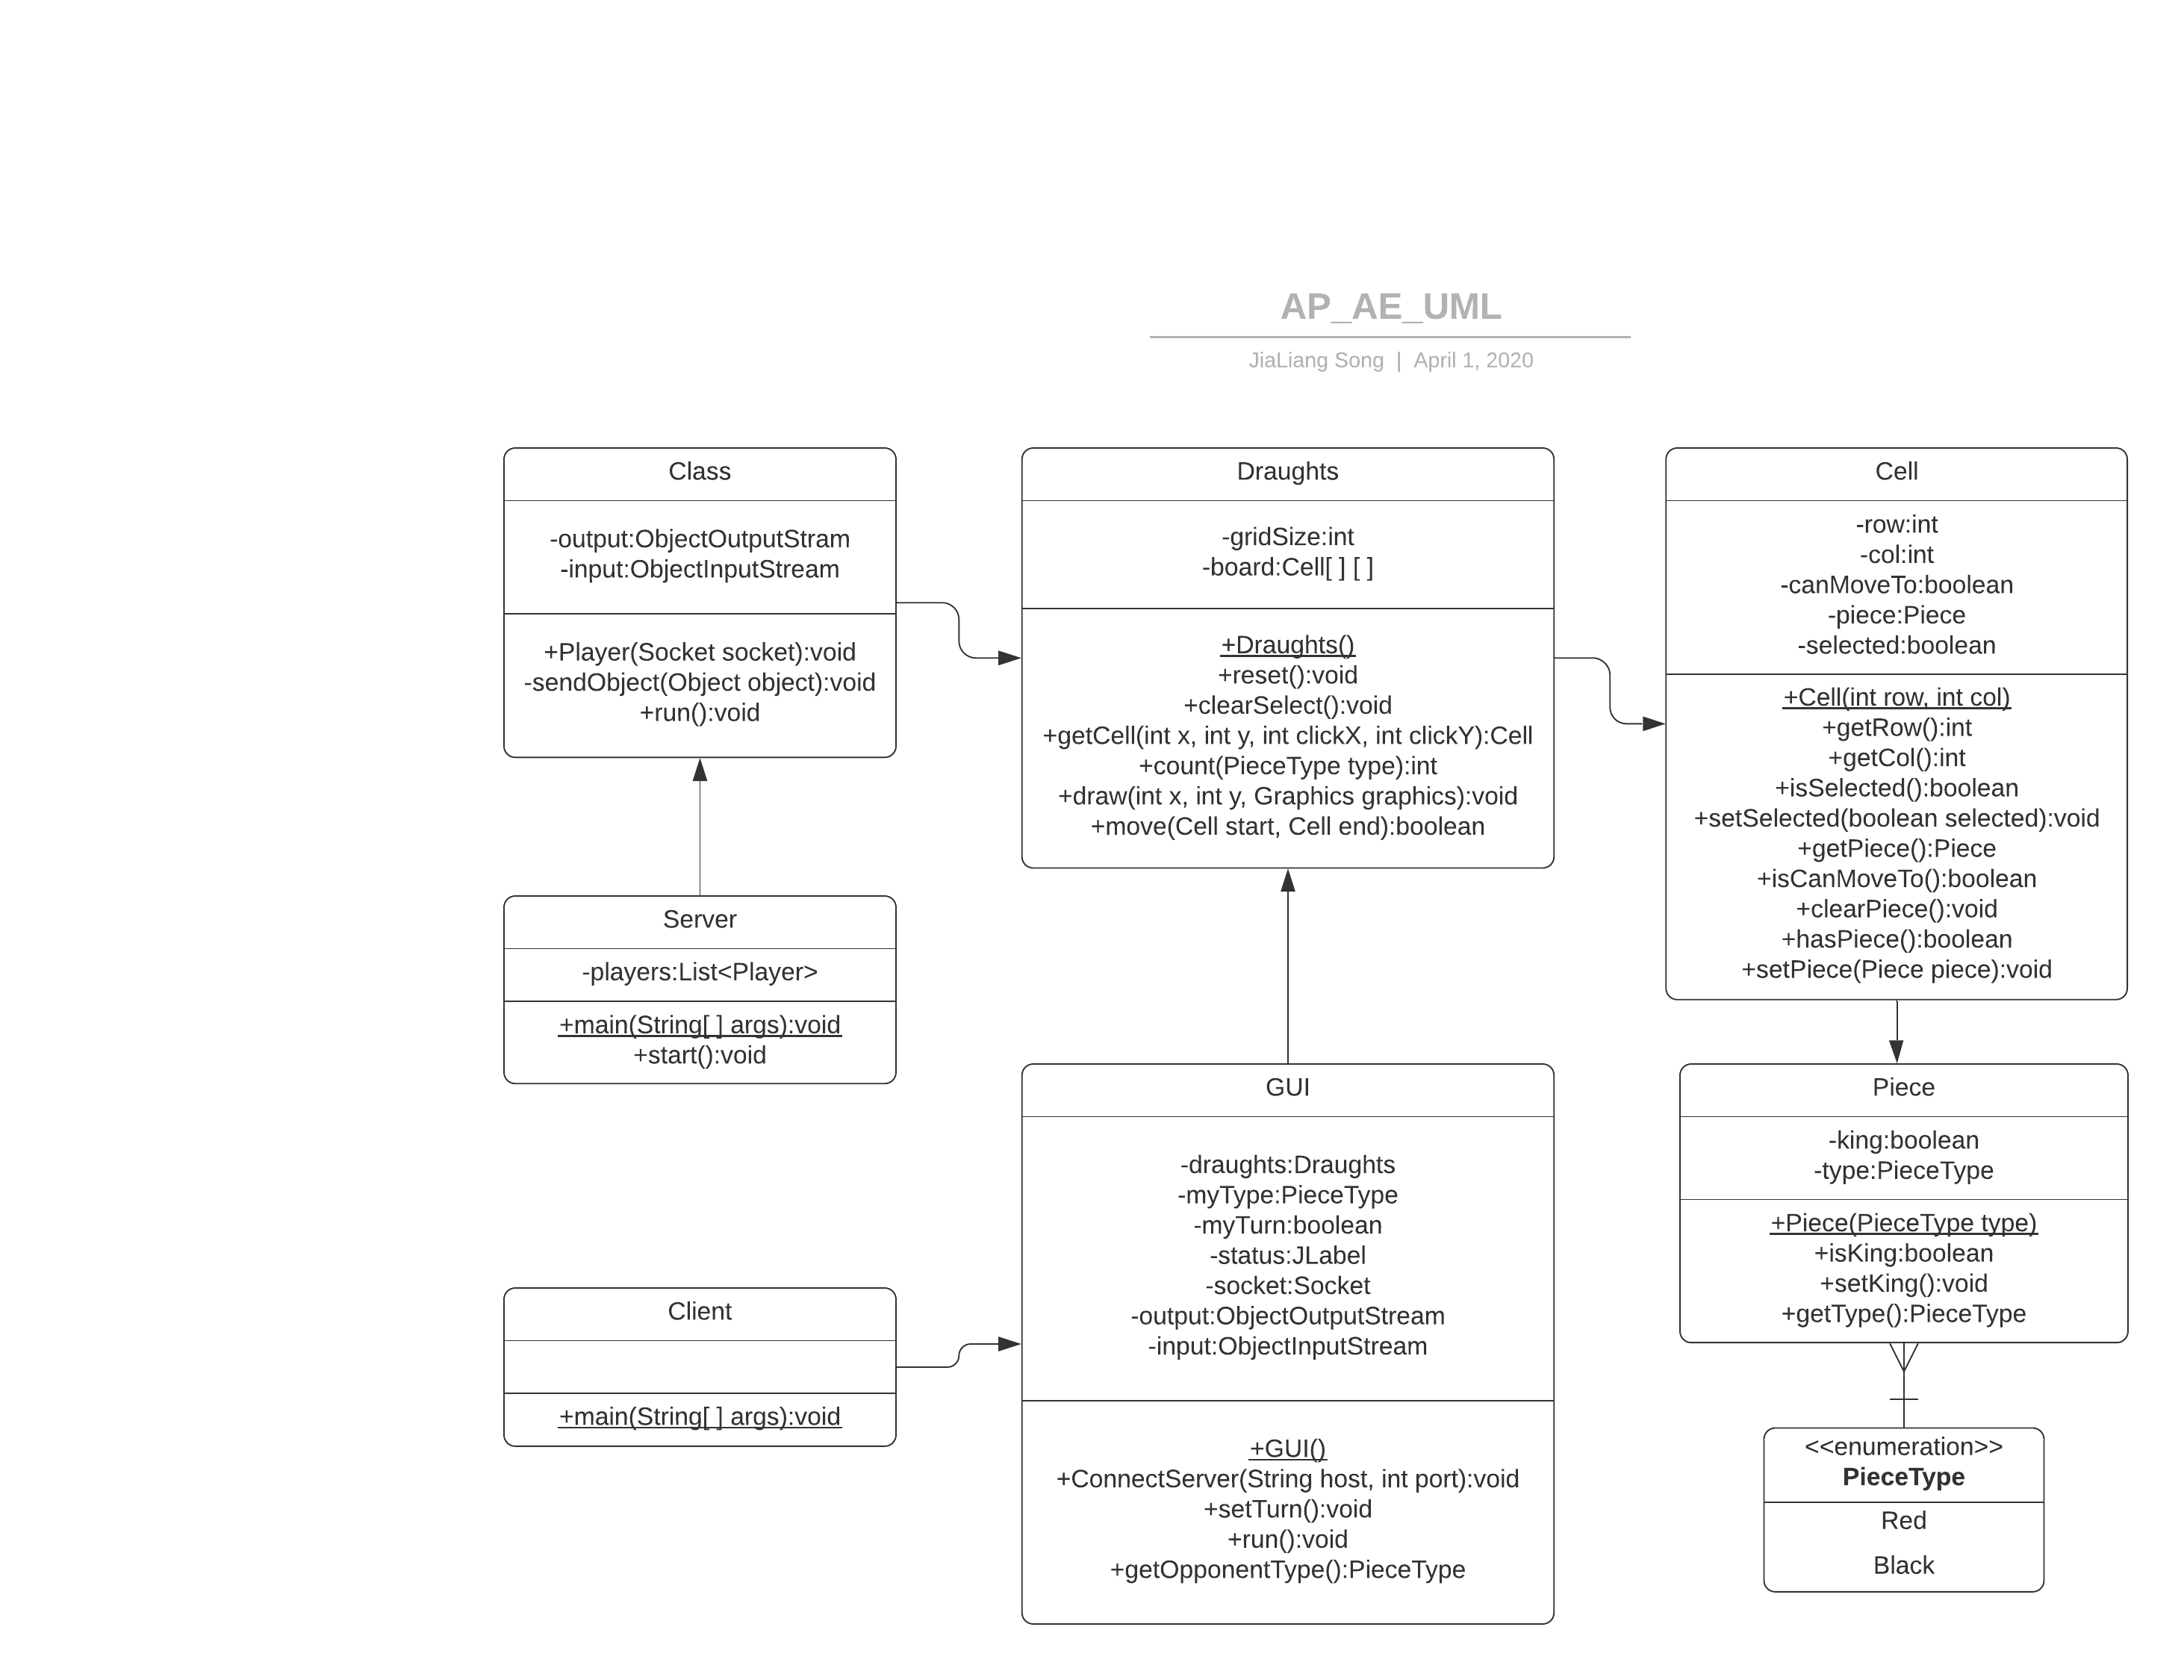 AP_AE_UML
JiaLiang Song | April 1, 2020
Class
-output:ObjectOutputStram
-input:ObjectInputStream
+Player(Socket socket):void
-sendObject(Object object):void
+run():void
Draughts
-gridSize:int
-board:Cell[ ] [ ]
+Draughts()
+reset():void
+clearSelect():void
+getCell(int x, int y, int clickX, int clickY):Cell
+count(PieceType type):int
+draw(int x, int y, Graphics graphics):void
+move(Cell start, Cell end):boolean
Cell
-row:int
-col:int
-canMoveTo:boolean
-piece:Piece
-selected:boolean
+Cell(int row, int col)
+getRow():int
+getCol():int
+isSelected():boolean
+setSelected(boolean selected):void
+getPiece():Piece
+isCanMoveTo():boolean
+clearPiece():void
+hasPiece():boolean
+setPiece(Piece piece):void
Server
-players:List<Player>
+main(String[ ] args):void
+start():void
GUI
-draughts:Draughts
-myType:PieceType
-myTurn:boolean
-status:JLabel
-socket:Socket
-output:ObjectOutputStream
-input:ObjectInputStream
+GUI()
+ConnectServer(String host, int port):void
+setTurn():void
+run():void
+getOpponentType():PieceType
Piece
-king:boolean
-type:PieceType
+Piece(PieceType type)
+isKing:boolean
+setKing():void
+getType():PieceType
Client
+main(String[ ] args):void
<<enumeration>>
PieceType
Red
Black